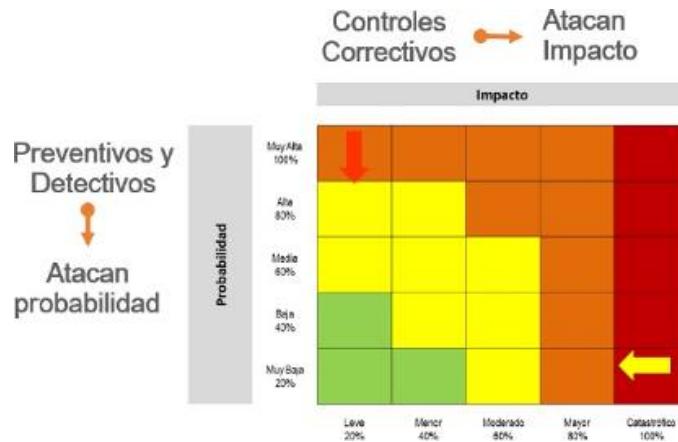 Controles
Correctivos
Atacan
Impacto
Impacto
Preventivos y
Detectivos
Atacan
probabilidad
Probabilidad
Muy Alta
100%
Alta
80%
Media
60%
Baja
40%
Muy Baja
20%
Leve
20%
Menor
40%
Moderado
60%
Mayor
80%
Catastrófico
100%